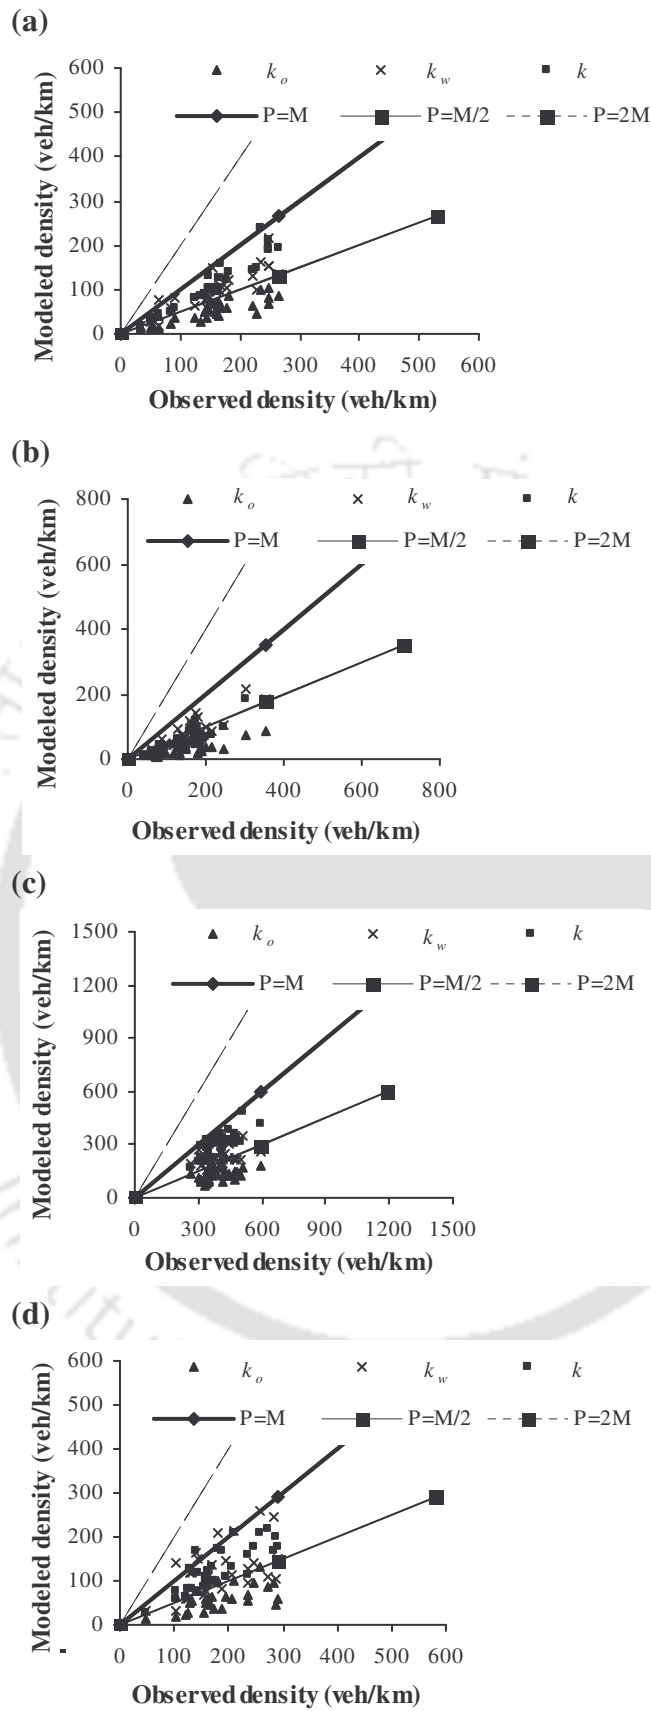 (a)
600
500
400
300
200
100
0
Modeled density (veh/km)
k_o k_w k
P=M P=M/2 P=2M
0 100 200 300 400 500 600
Observed density (veh/km)
(b)
800
600
400
200
0
Modeled density (veh/km)
k_o k_w k
P=M P=M/2 P=2M
0 200 400 600 800
Observed density (veh/km)
(c)
1500
1200
900
600
300
0
Modeled density (veh/km)
k_o k_w k
P=M P=M/2 P=2M
0 300 600 900 1200 1500
Observed density (veh/km)
(d)
600
500
400
300
200
100
0
Modeled density (veh/km)
k_o k_w k
P=M P=M/2 P=2M
0 100 200 300 400 500 600
Observed density (veh/km)